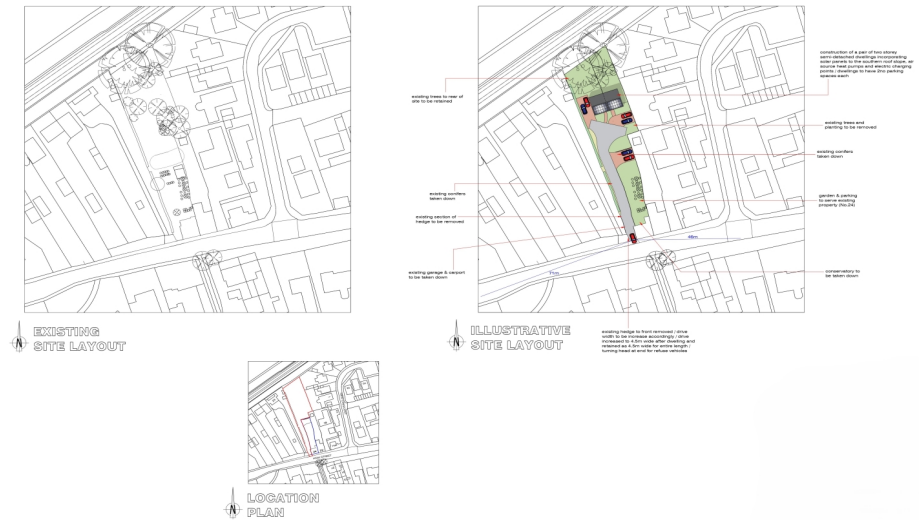 existing trees to rear of
site to be retained
existing conifers
taken down
existing section of
hedge to be removed
existing garage & carport
to be taken down
construction of a pair of two storey
semi-detached dwellings incorporating
solar panels to the southern roof slope, air
source heat pumps and electric charging
points / dwellings to have 2no parking
spaces each
existing trees and
planting to be removed
existing conifers
taken down
garden & parking
to serve existing
property (No.24)
conservatory to
be taken down
48m
71m
existing hedge to front removed / drive
width to be increase accordingly / drive
increased to 4.8m wide after dwelling and
retained as 4.5m wide for entire length /
turning head at end for refuse vehicles
N
EXISTING
SITE LAYOUT
N
ILLUSTRATIVE
SITE LAYOUT
N
LOCATION
PLAN